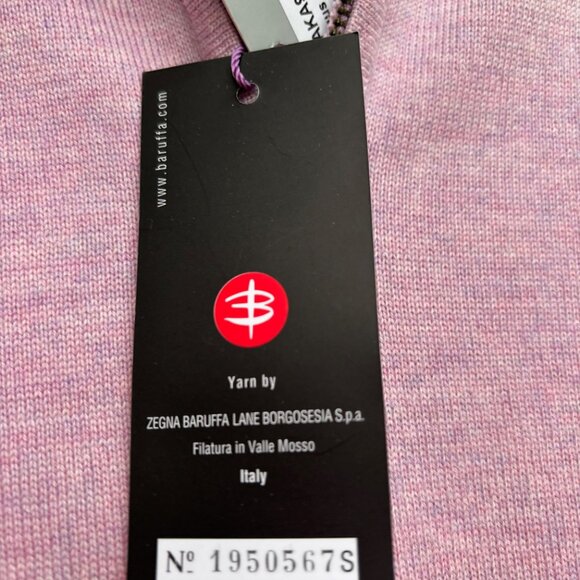 www.baruffa.com
Yarn by
ZEGNA BARUFFA LANE BORGOSESIA S.p.a.
Filatura in Valle Mosso
Italy
Nº 1950567S